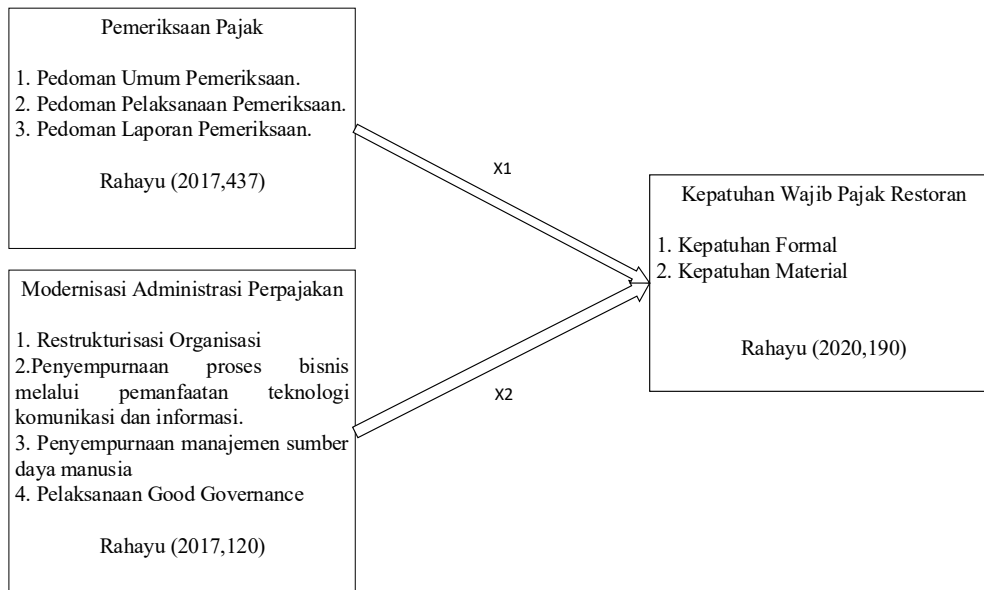 Pemeriksaan Pajak
1. Pedoman Umum Pemeriksaan.
2. Pedoman Pelaksanaan Pemeriksaan.
3. Pedoman Laporan Pemeriksaan.
Rahayu (2017,437)
X1
Kepatuhan Wajib Pajak Restoran
1. Kepatuhan Formal
2. Kepatuhan Material
Rahayu (2020,190)
Modernisasi Administrasi Perpajakan
1. Restrukturisasi Organisasi
2.Penyempurnaan proses bisnis
melalui pemanfaatan teknologi
komunikasi dan informasi.
3. Penyempurnaan manajemen sumber
daya manusia
4. Pelaksanaan Good Governance
Rahayu (2017,120)
X2